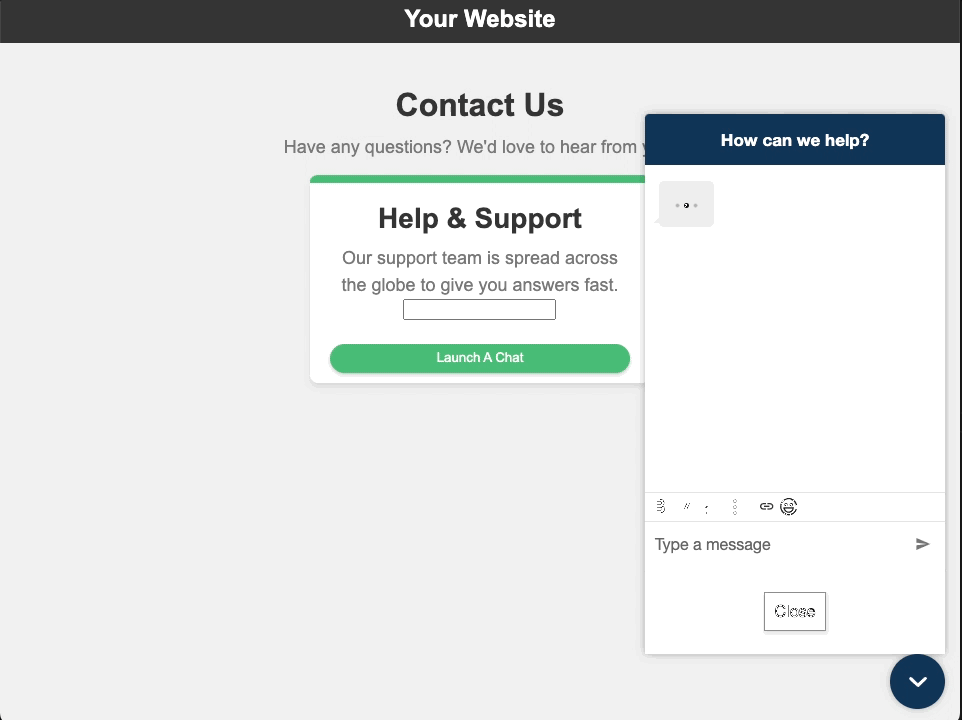 Your Website
Contact Us
Have any questions? We'd love to hear from
Help & Support
Our support team is spread across
the globe to give you answers fast.
Launch A Chat
How can we help?
Type a message
Close